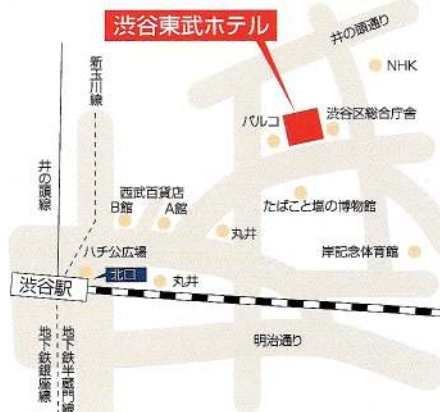 渋谷東武ホテル
井の頭通り
NHK
新玉川線
パルコ
渋谷区総合庁舎
井の頭線
西武百貨店
B館
A館
たばこと塩の博物館
丸井
岸記念体育館
ハチ公広場
北口
丸井
渋谷駅
明治通り
地下鉄銀座線
地下鉄半蔵門線